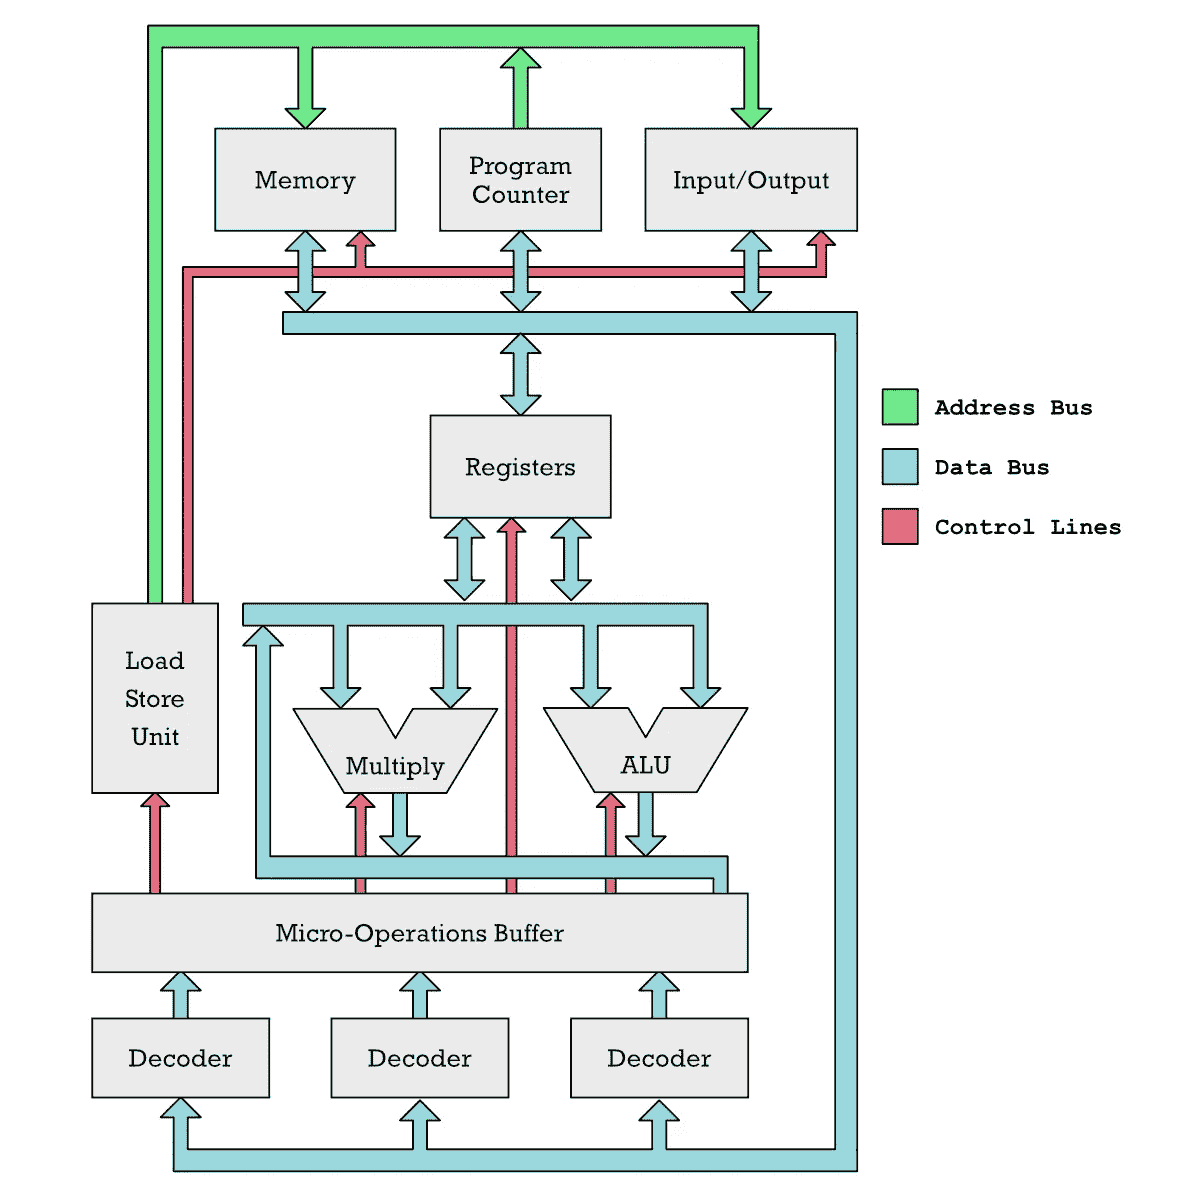 Memory
Program
Counter
Input/Output
Registers
Address Bus
Data Bus
Control Lines
Load
Store
Unit
Multiply
ALU
Micro-Operations Buffer
Decoder
Decoder
Decoder